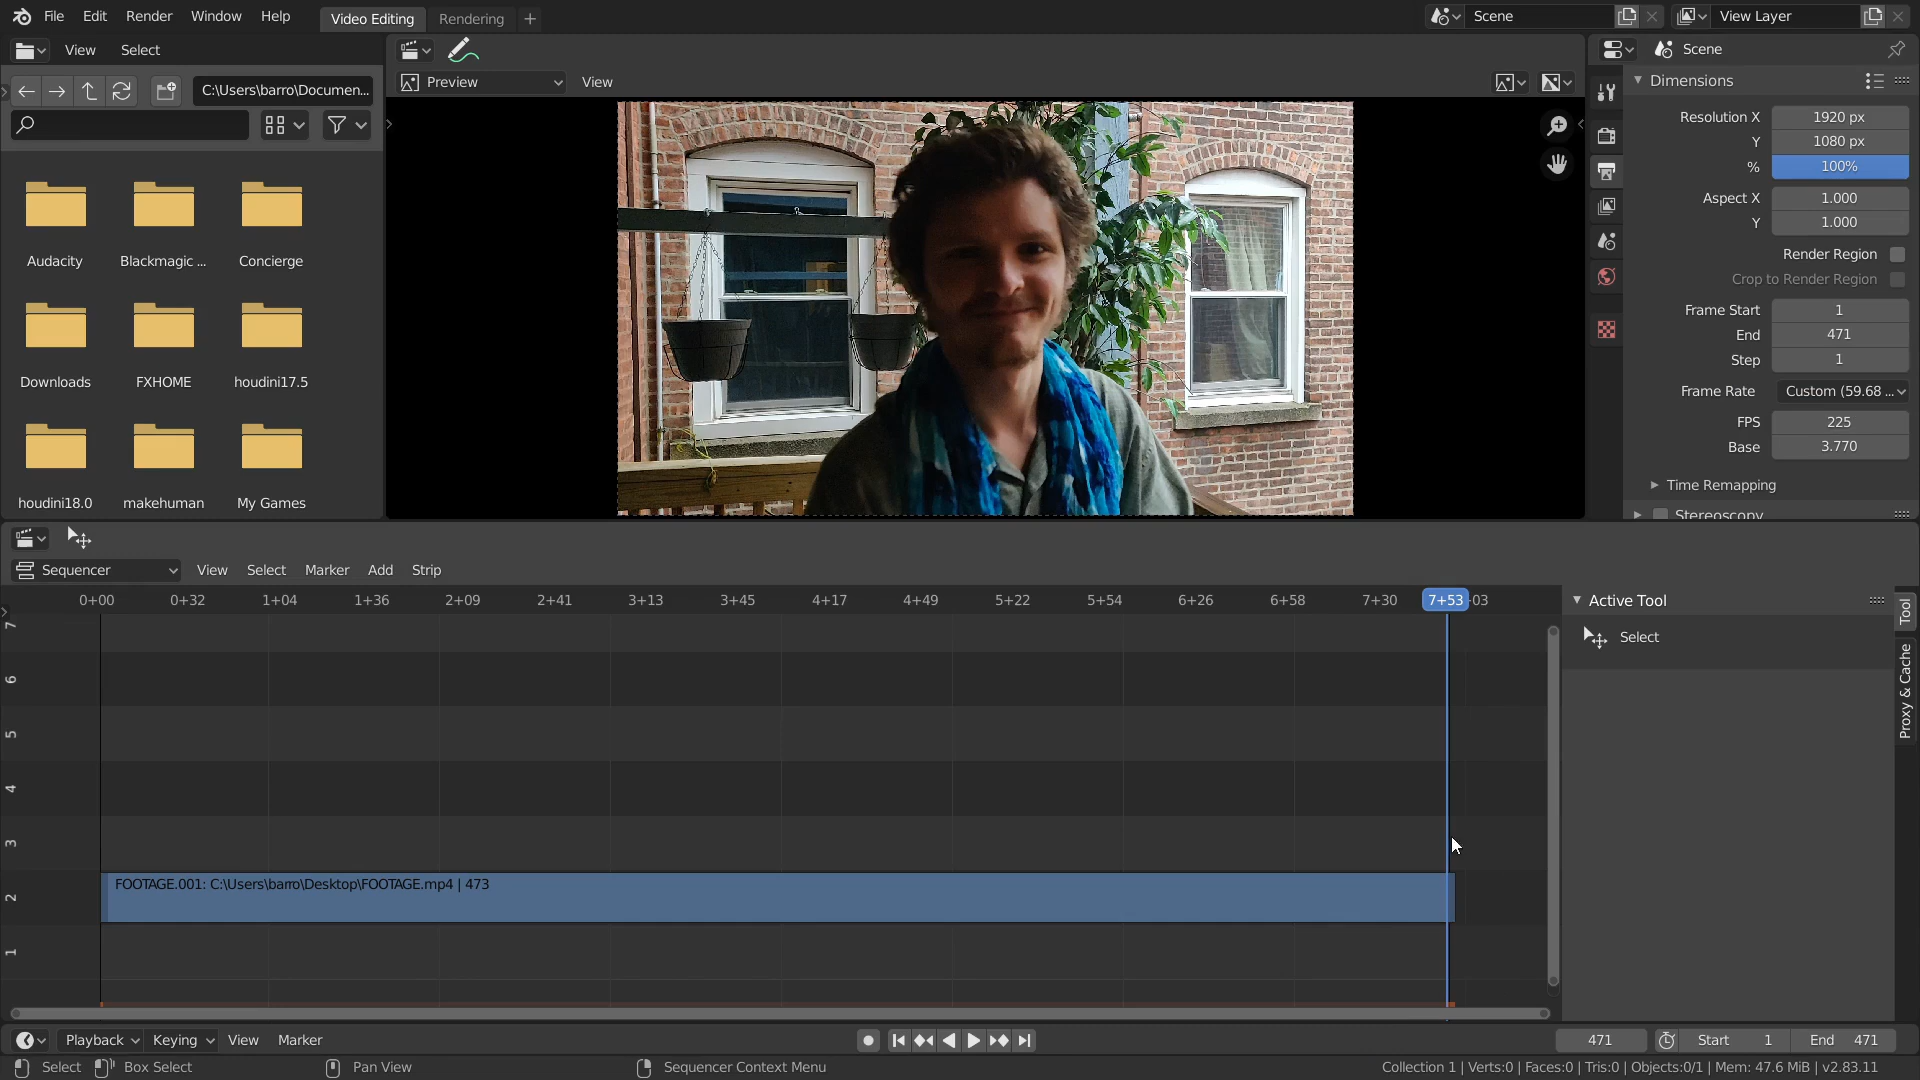 File Edit Render Window Help Video Editing Rendering + Scene View Layer
View Select
Scene
C:\Users\barro\Documen...
Preview View
Dimensions
Resolution X 1920 px
Y 1080 px
% 100%
Aspect X 1.000
Y 1.000
Render Region
Crop to Render Region
Frame Start 1
End 471
Step 1
Frame Rate Custom (59.68 ...
FPS 225
Base 3.770
Time Remapping
Stereoscopy
Audacity Blackmagic ... Concierge
Downloads FXHOME houdini17.5
houdini18.0 makehuman My Games
Sequencer View Select Marker Add Strip
0+00 0+32 1+04 1+36 2+09 2+41 3+13 3+45 4+17 4+49 5+22 5+54 6+26 6+58 7+30 7+53 03
Active Tool
Select
Tool
Proxy & Cache
7
6
5
4
3
2
1
FOOTAGE.001: C:\Users\barro\Desktop\FOOTAGE.mp4 | 473
Playback Keying View Marker 471 Start 1 End 471
Select Box Select Pan View Sequencer Context Menu Collection 1 | Verts:0 | Faces:0 | Tris:0 | Objects:0/1 | Mem: 47.6 MiB | v2.83.11